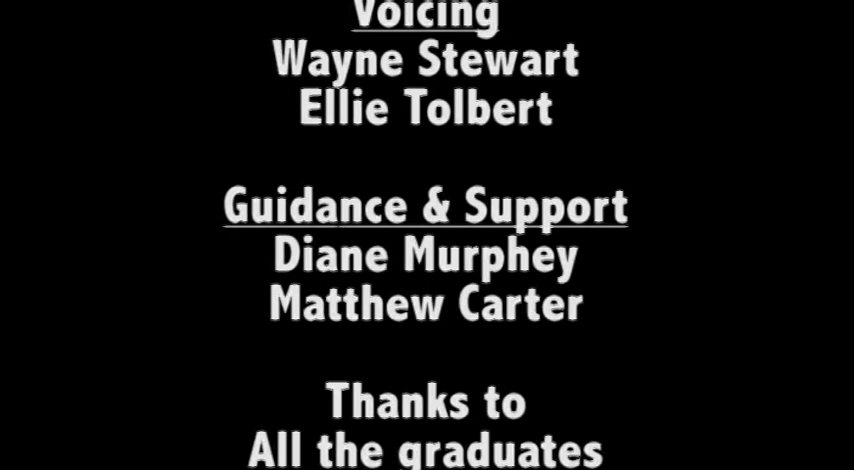 Voicing
Wayne Stewart
Ellie Tolbert
Guidance & Support
Diane Murphey
Matthew Carter
Thanks to
All the graduates